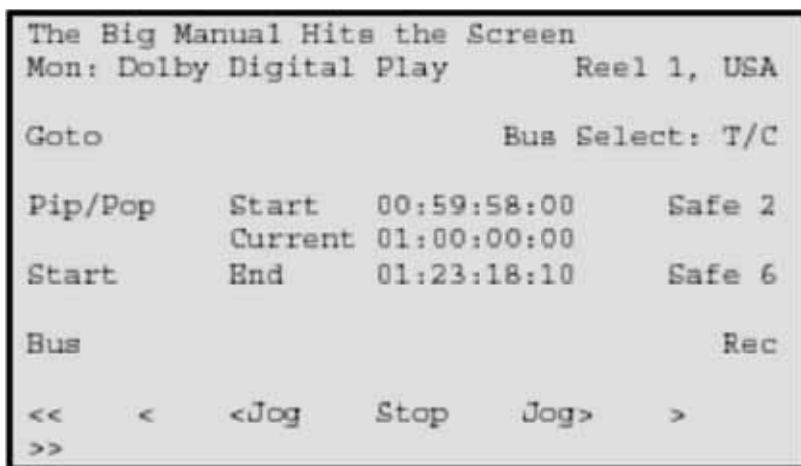 The Big Manual Hits the Screen
Mon: Dolby Digital Play Reel 1, USA
Goto Bus Select: T/C
Pip/Pop Start 00:59:58:00 Safe 2
Current 01:00:00:00
Start End 01:23:18:10 Safe 6
Bus Rec
<< < <Jog Stop Jog> >
>>